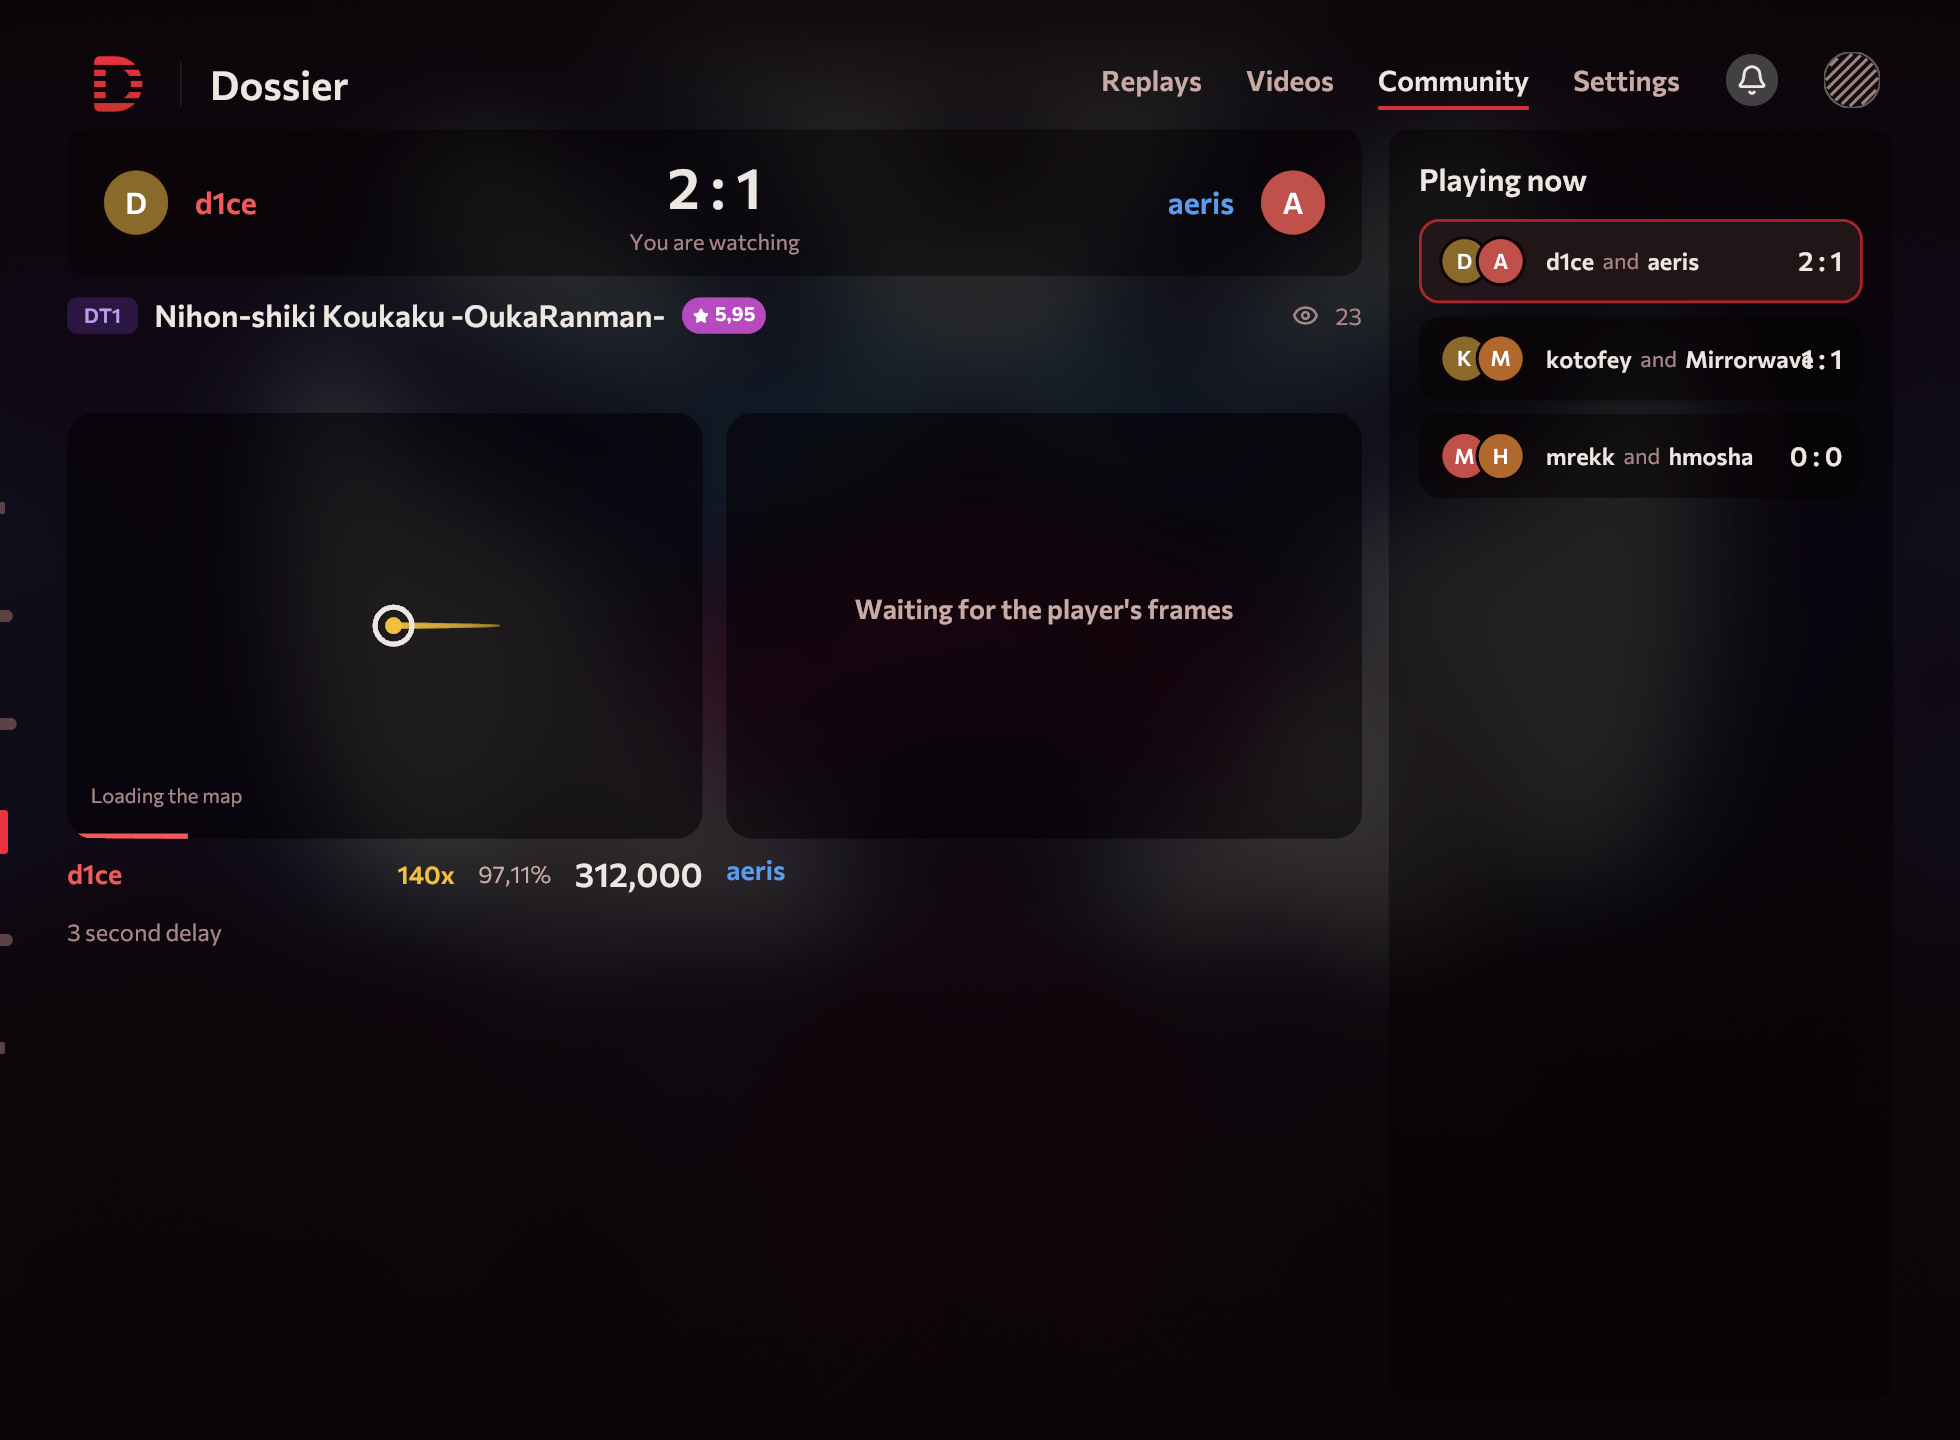 D Dossier Replays Videos Community Settings
D d1ce 2:1 aeris A
You are watching
DT1 Nihon-shiki Koukaku -OukaRanman- ★ 5,95 23
Loading the map
Waiting for the player's frames
d1ce 140x 97,11% 312,000
aeris
3 second delay
Playing now
D A d1ce and aeris 2:1
K M kotofey and Mirrorwave 1:1
M H mrekk and hmosha 0:0